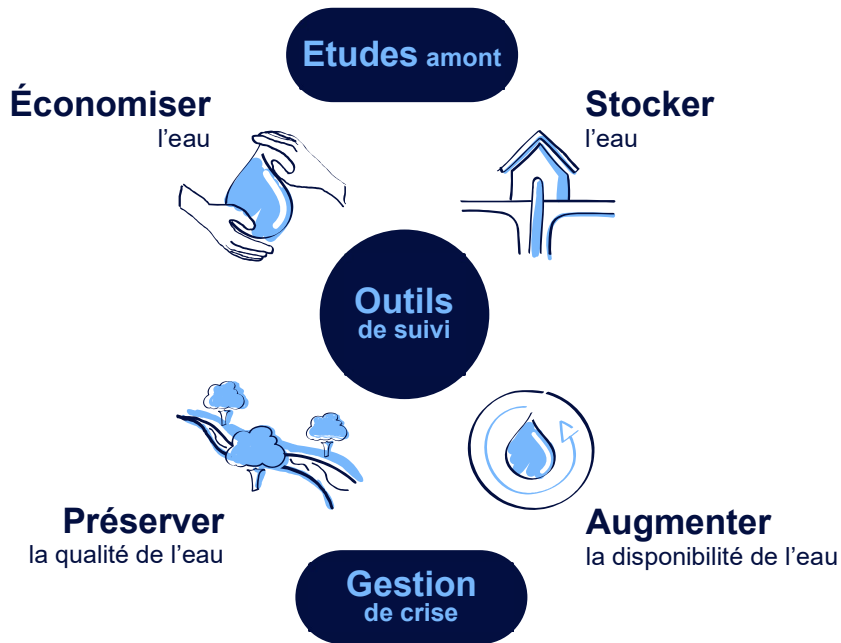 Etudes amont
Économiser
l'eau
Stocker
l'eau
Outils
de suivi
Préserver
la qualité de l'eau
Augmenter
la disponibilité de l'eau
Gestion
de crise